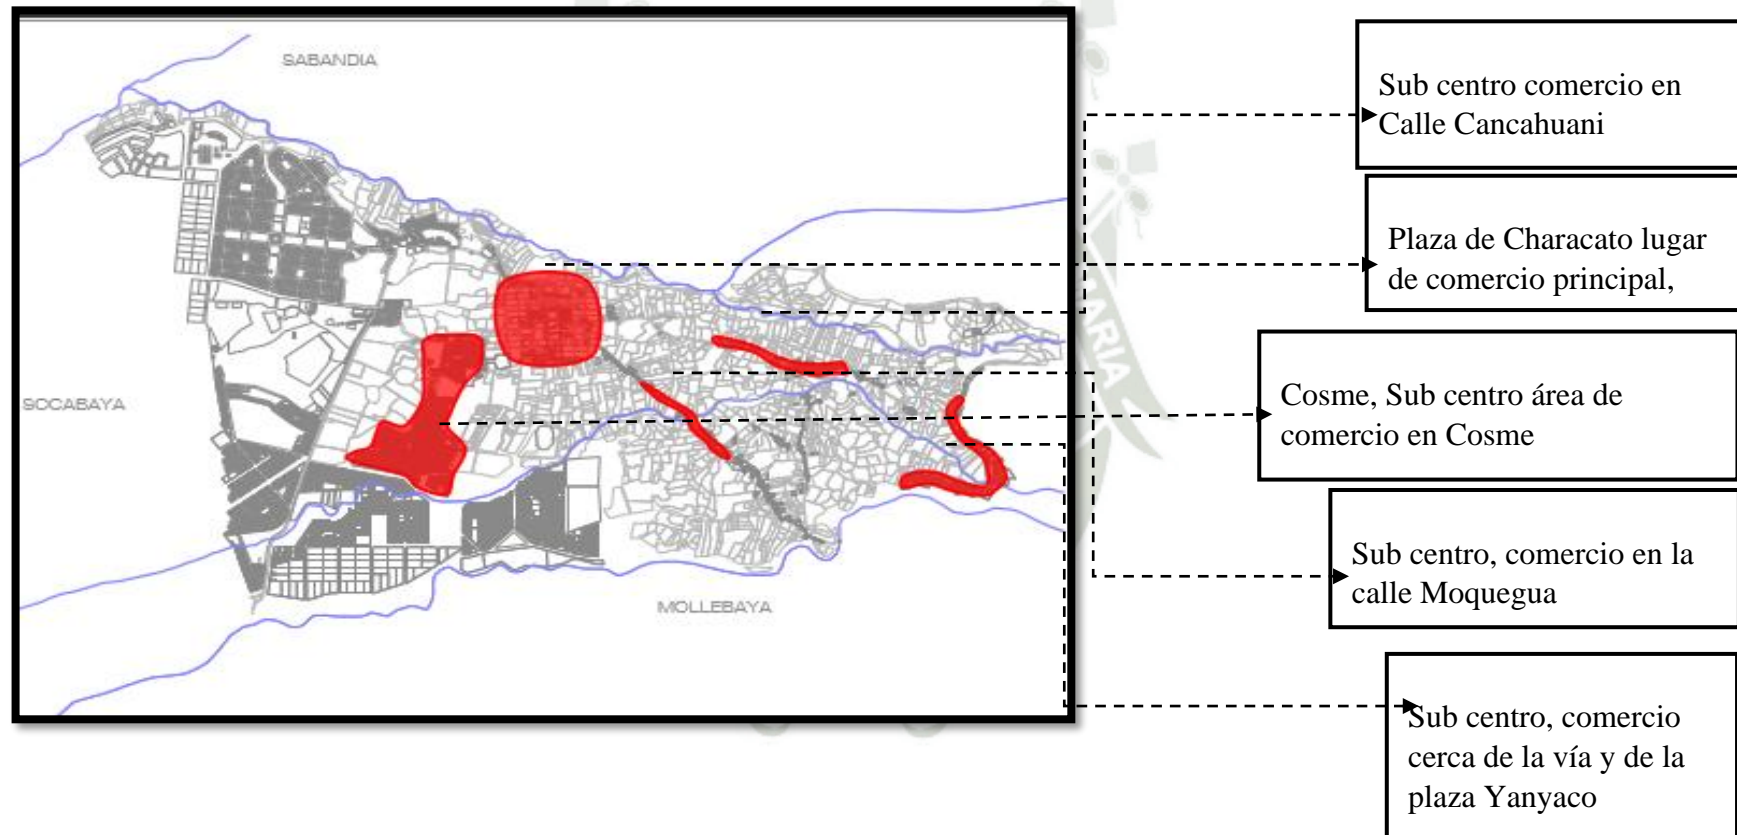 SABANDIA
SOCABAYA
MOLLEBAYA
Sub centro comercio en
Calle Cancahuani
Plaza de Characato lugar
de comercio principal,
Cosme, Sub centro área de
comercio en Cosme
Sub centro, comercio en la
calle Moquegua
Sub centro, comercio
cerca de la vía y de la
plaza Yanyaco
MARIA